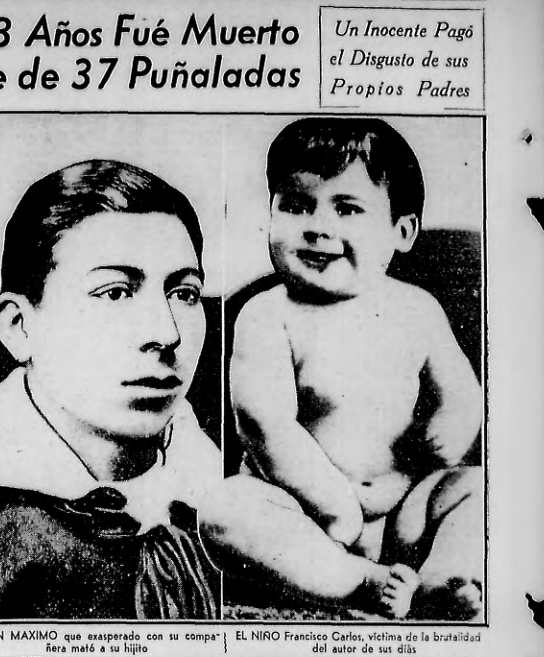 3 Años Fué Muerto
e de 37 Puñaladas
Un Inocente Pagó
el Disgusto de sus
Propios Padres
N MAXIMO que exasperado con su compa-
ñera mató a su hijito
EL NIÑO Francisco Carlos, víctima de la brutalidad
del autor de sus diâs